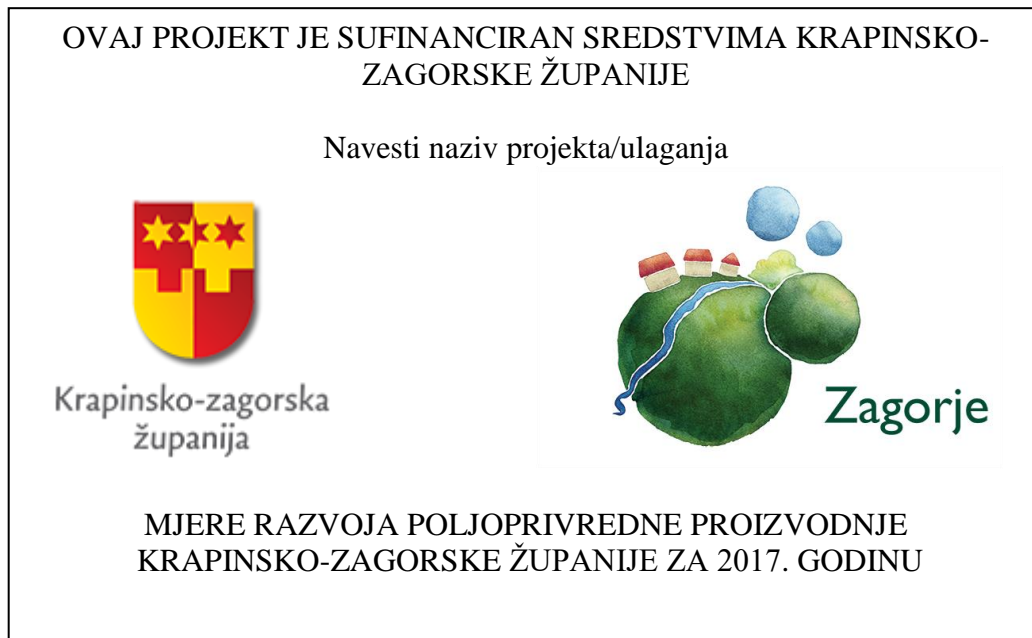 OVAJ PROJEKT JE SUFINANCIRAN SREDSTVIMA KRAPINSKO-
ZAGORSKE ŽUPANIJE
Navesti naziv projekta/ulaganja
Krapinsko-zagorska
županija
Zagorje
MJERE RAZVOJA POLJOPRIVREDNE PROIZVODNJE
KRAPINSKO-ZAGORSKE ŽUPANIJE ZA 2017. GODINU